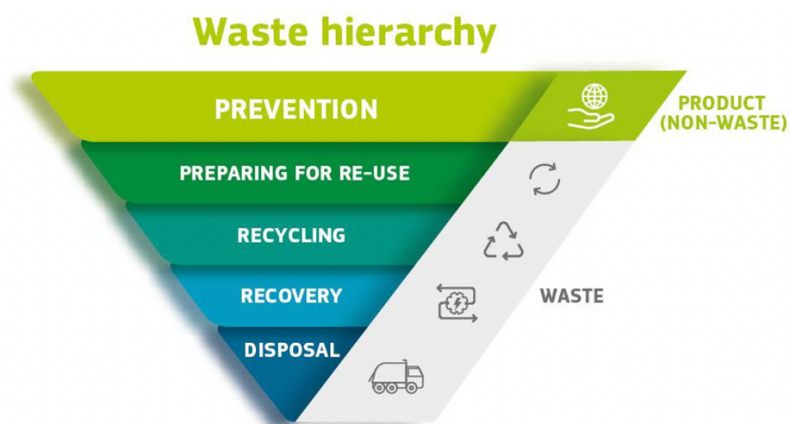 Waste hierarchy
PREVENTION
PRODUCT
(NON-WASTE)
PREPARING FOR RE-USE
RECYCLING
RECOVERY
WASTE
DISPOSAL